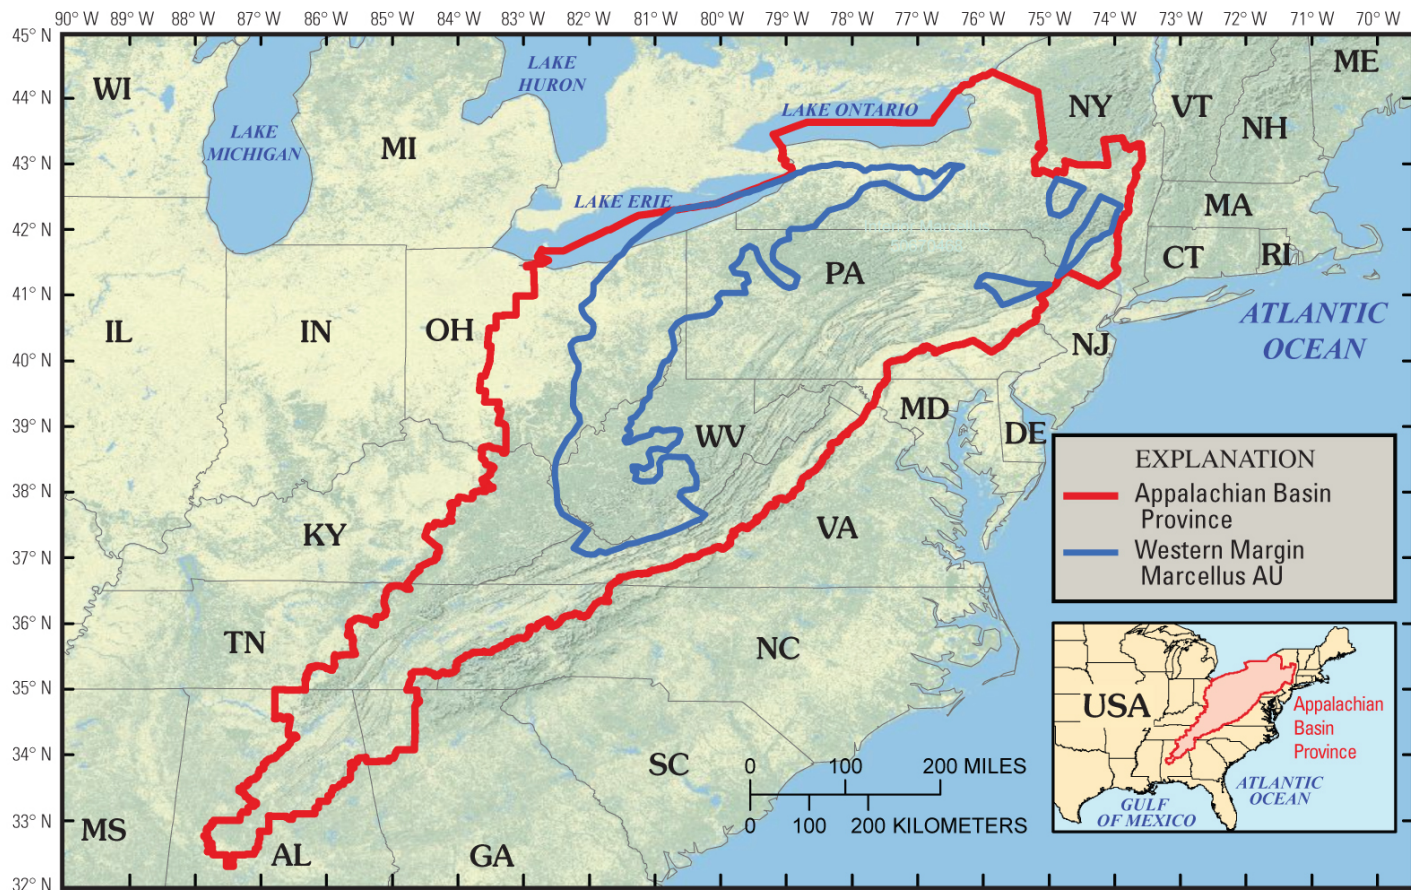 90° W 89° W 88° W 87° W 86° W 85° W 84° W 83° W 82° W 81° W 80° W 79° W 78° W 77° W 76° W 75° W 74° W 73° W 72° W 71° W 70° W
45° N
44° N
43° N
42° N
41° N
40° N
39° N
38° N
37° N
36° N
35° N
34° N
33° N
32° N
WI
LAKE
MICHIGAN
MI
LAKE
HURON
LAKE ONTARIO
LAKE ERIE
NY
VT
NH
ME
MA
CT
RI
PA
IL
IN
OH
NJ
ATLANTIC
OCEAN
MD
DE
WV
KY
VA
TN
NC
SC
MS
AL
GA
EXPLANATION
Appalachian Basin
Province
Western Margin
Marcellus AU
0 100 200 MILES
0 100 200 KILOMETERS
USA
Appalachian
Basin
Province
ATLANTIC
OCEAN
GULF
OF MEXICO